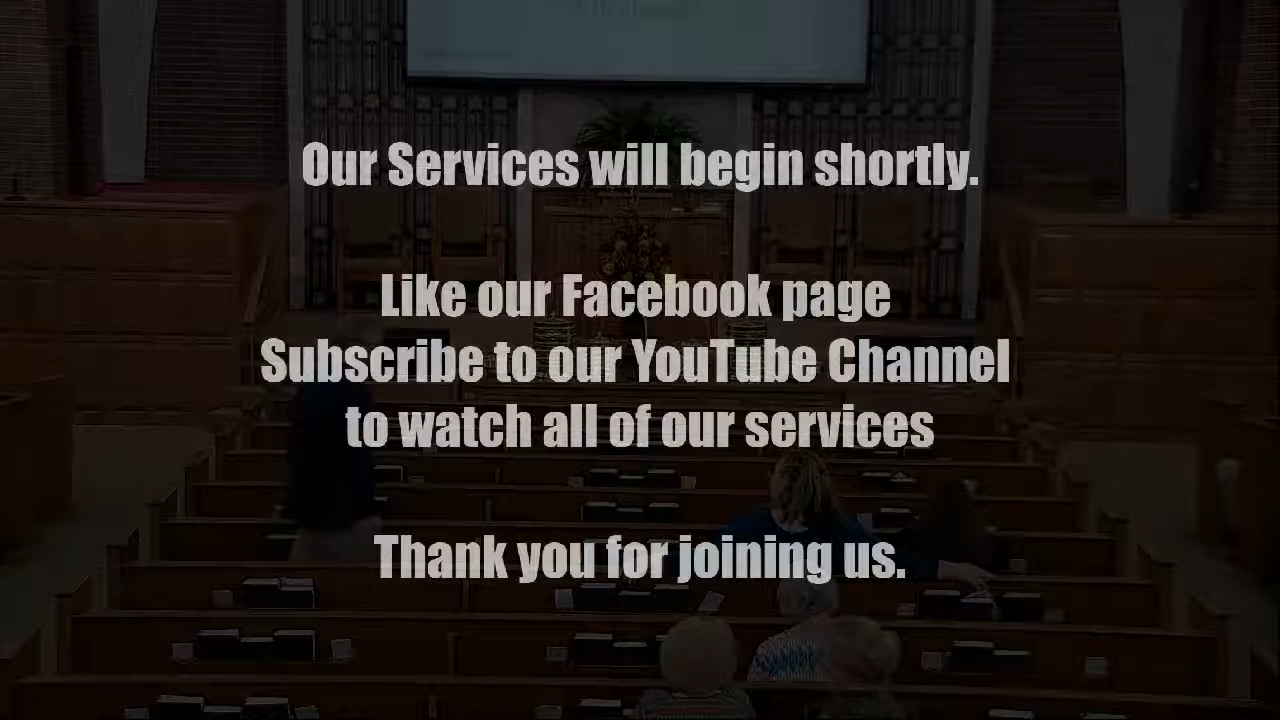 Our Services will begin shortly.
Like our Facebook page
Subscribe to our YouTube Channel
to watch all of our services
Thank you for joining us.